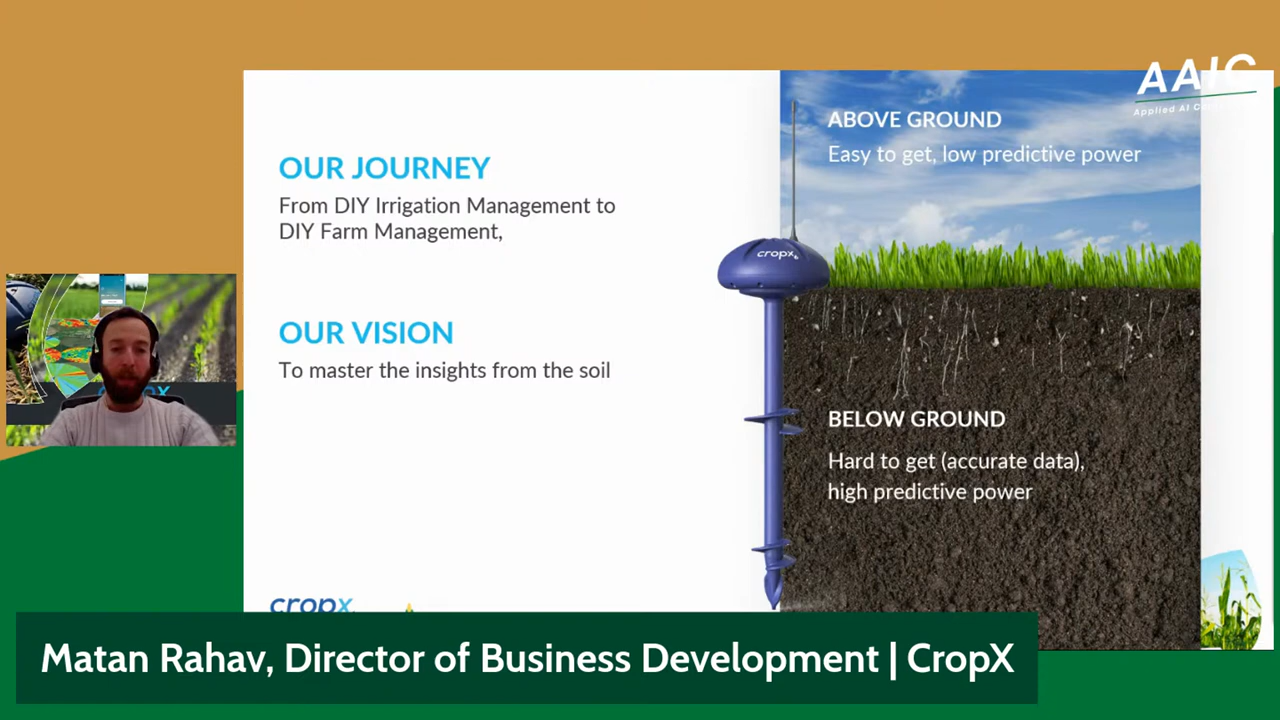 AAIC
ABOVE GROUND
Easy to get, low predictive power
OUR JOURNEY
From DIY Irrigation Management to
DIY Farm Management,
cropx
OUR VISION
To master the insights from the soil
BELOW GROUND
Hard to get (accurate data),
high predictive power
cropx
Matan Rahav, Director of Business Development | CropX